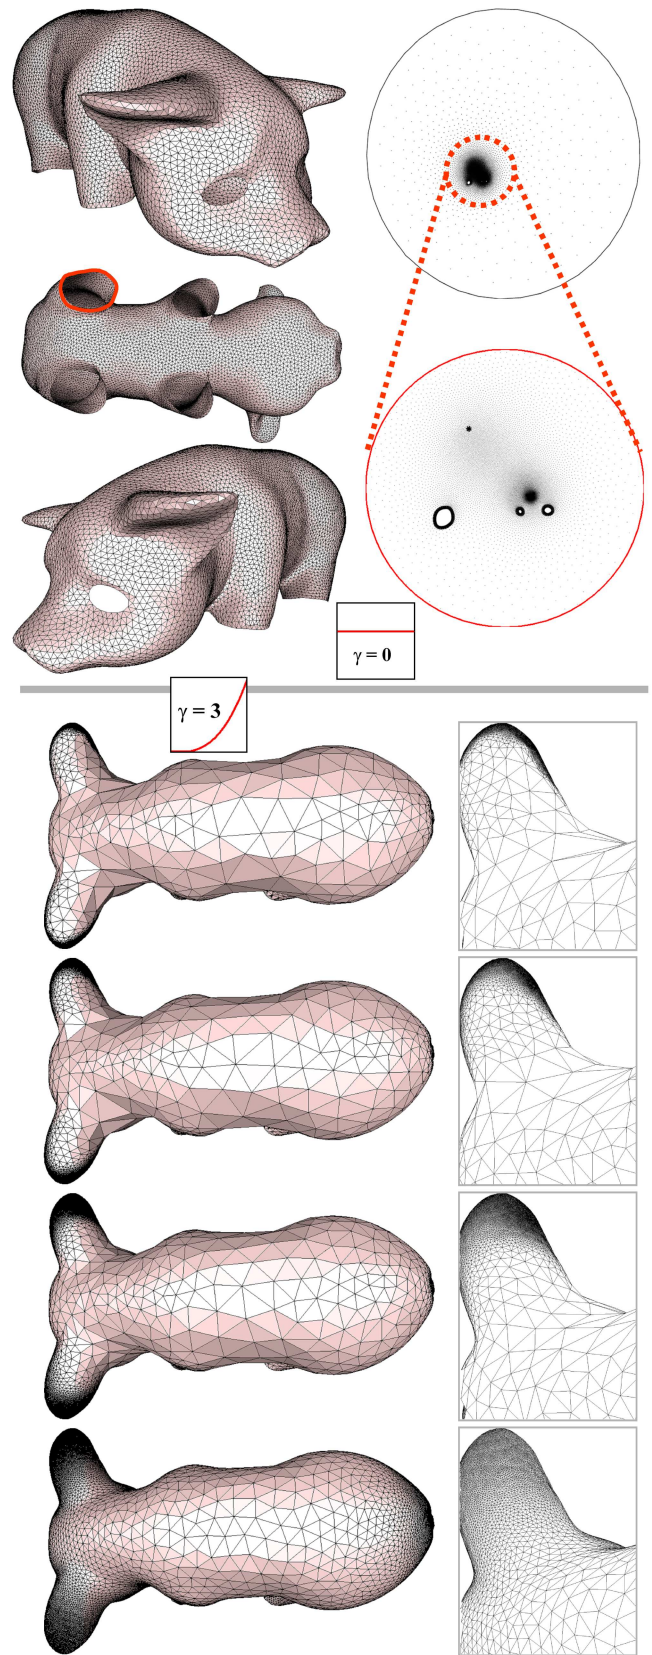 γ = 0
γ = 3